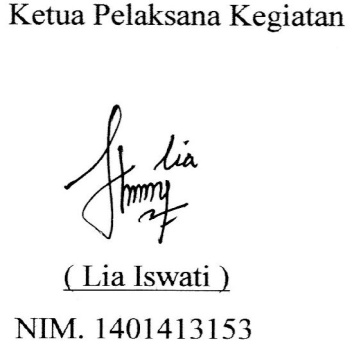 Ketua Pelaksana Kegiatan
lia
( Lia Iswati )
NIM. 1401413153